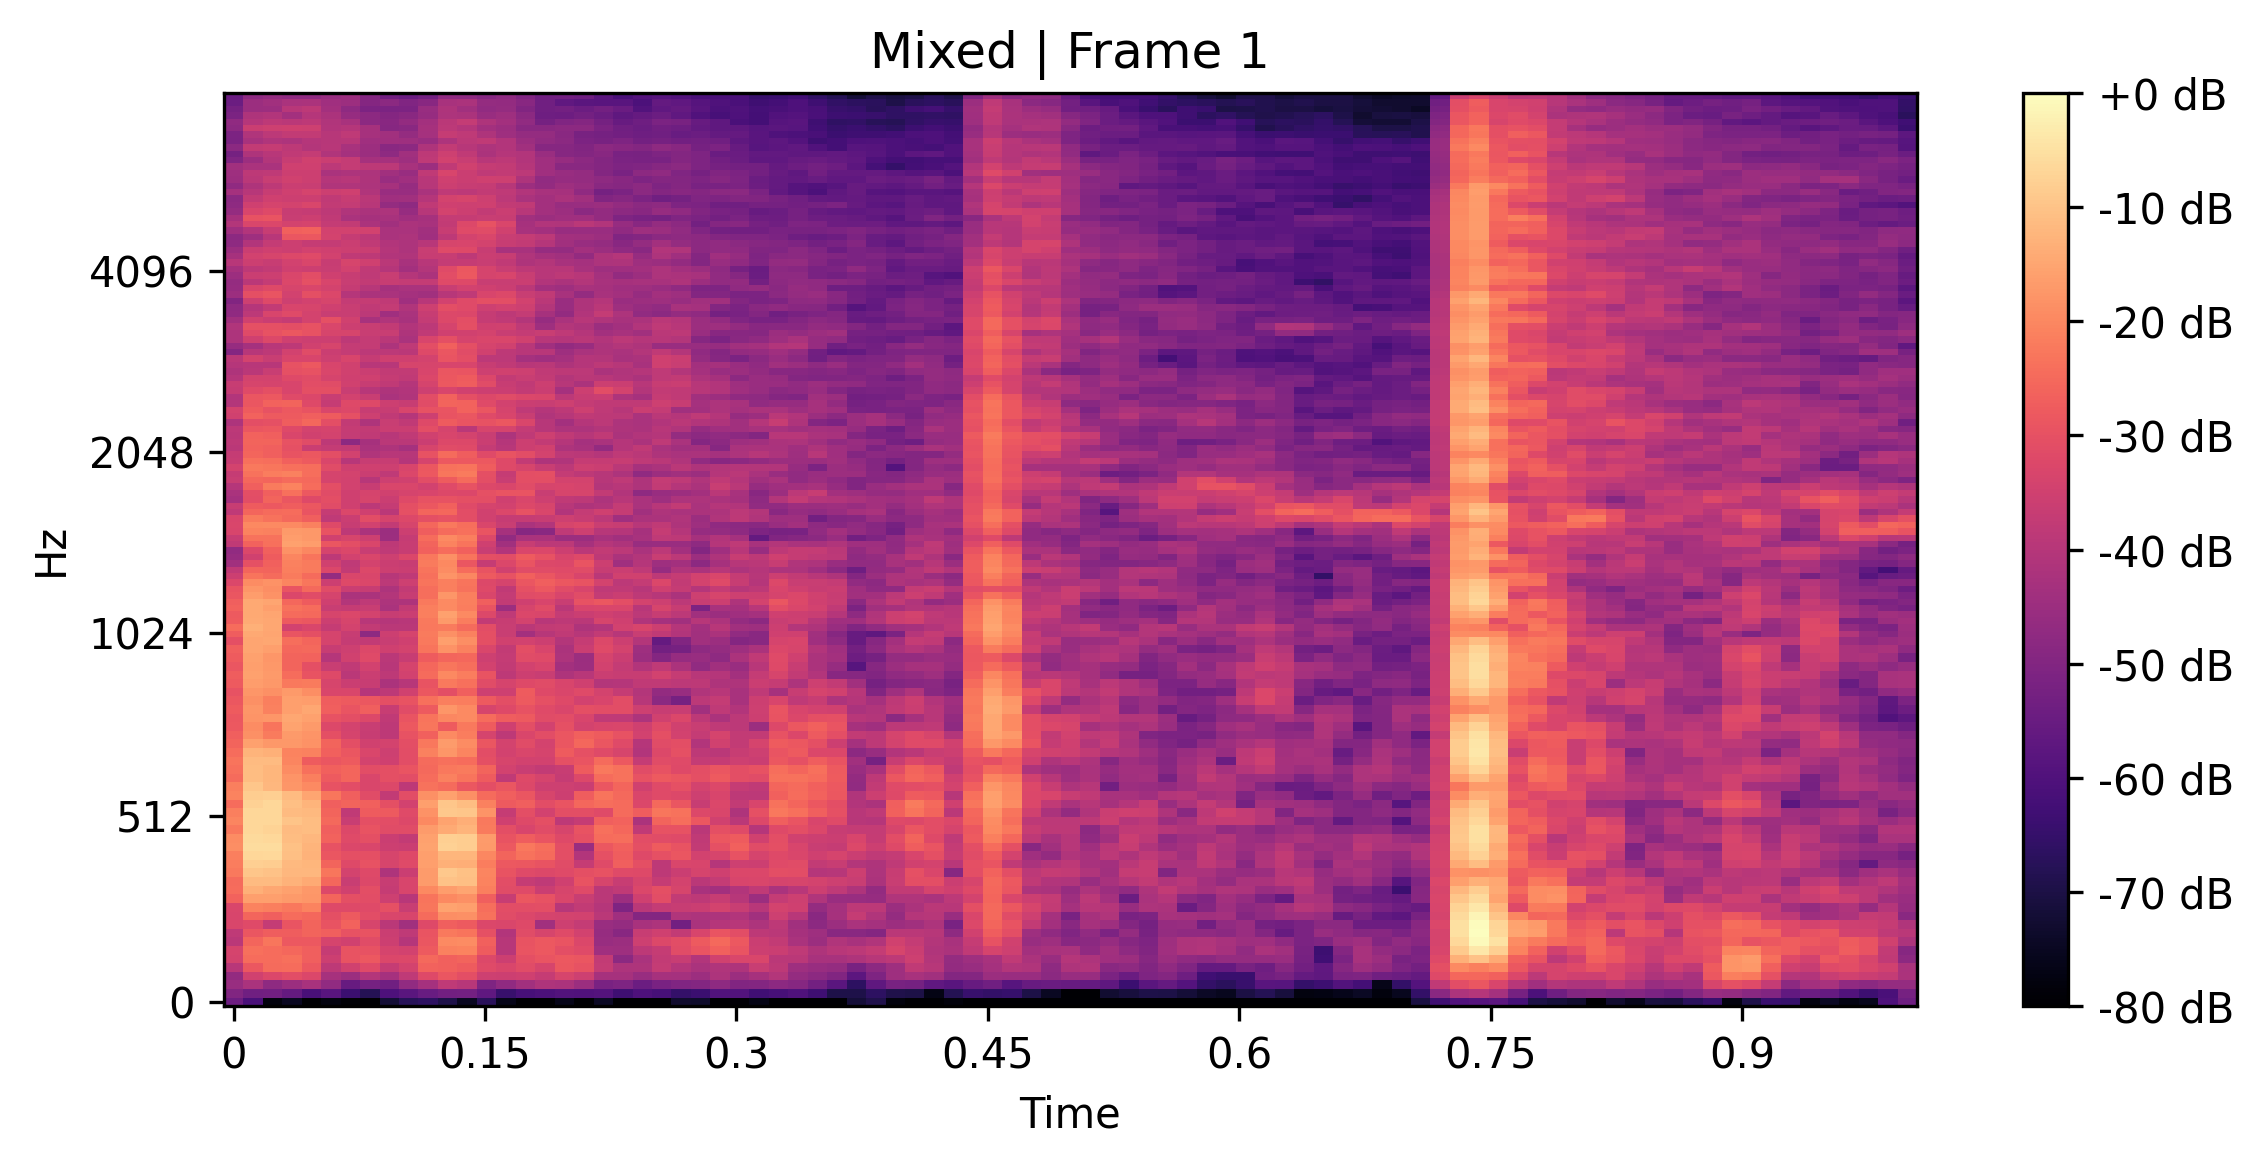 Mixed | Frame 1
Hz
4096
2048
1024
512
0
0 0.15 0.3 0.45 0.6 0.75 0.9
Time
+0 dB
-10 dB
-20 dB
-30 dB
-40 dB
-50 dB
-60 dB
-70 dB
-80 dB